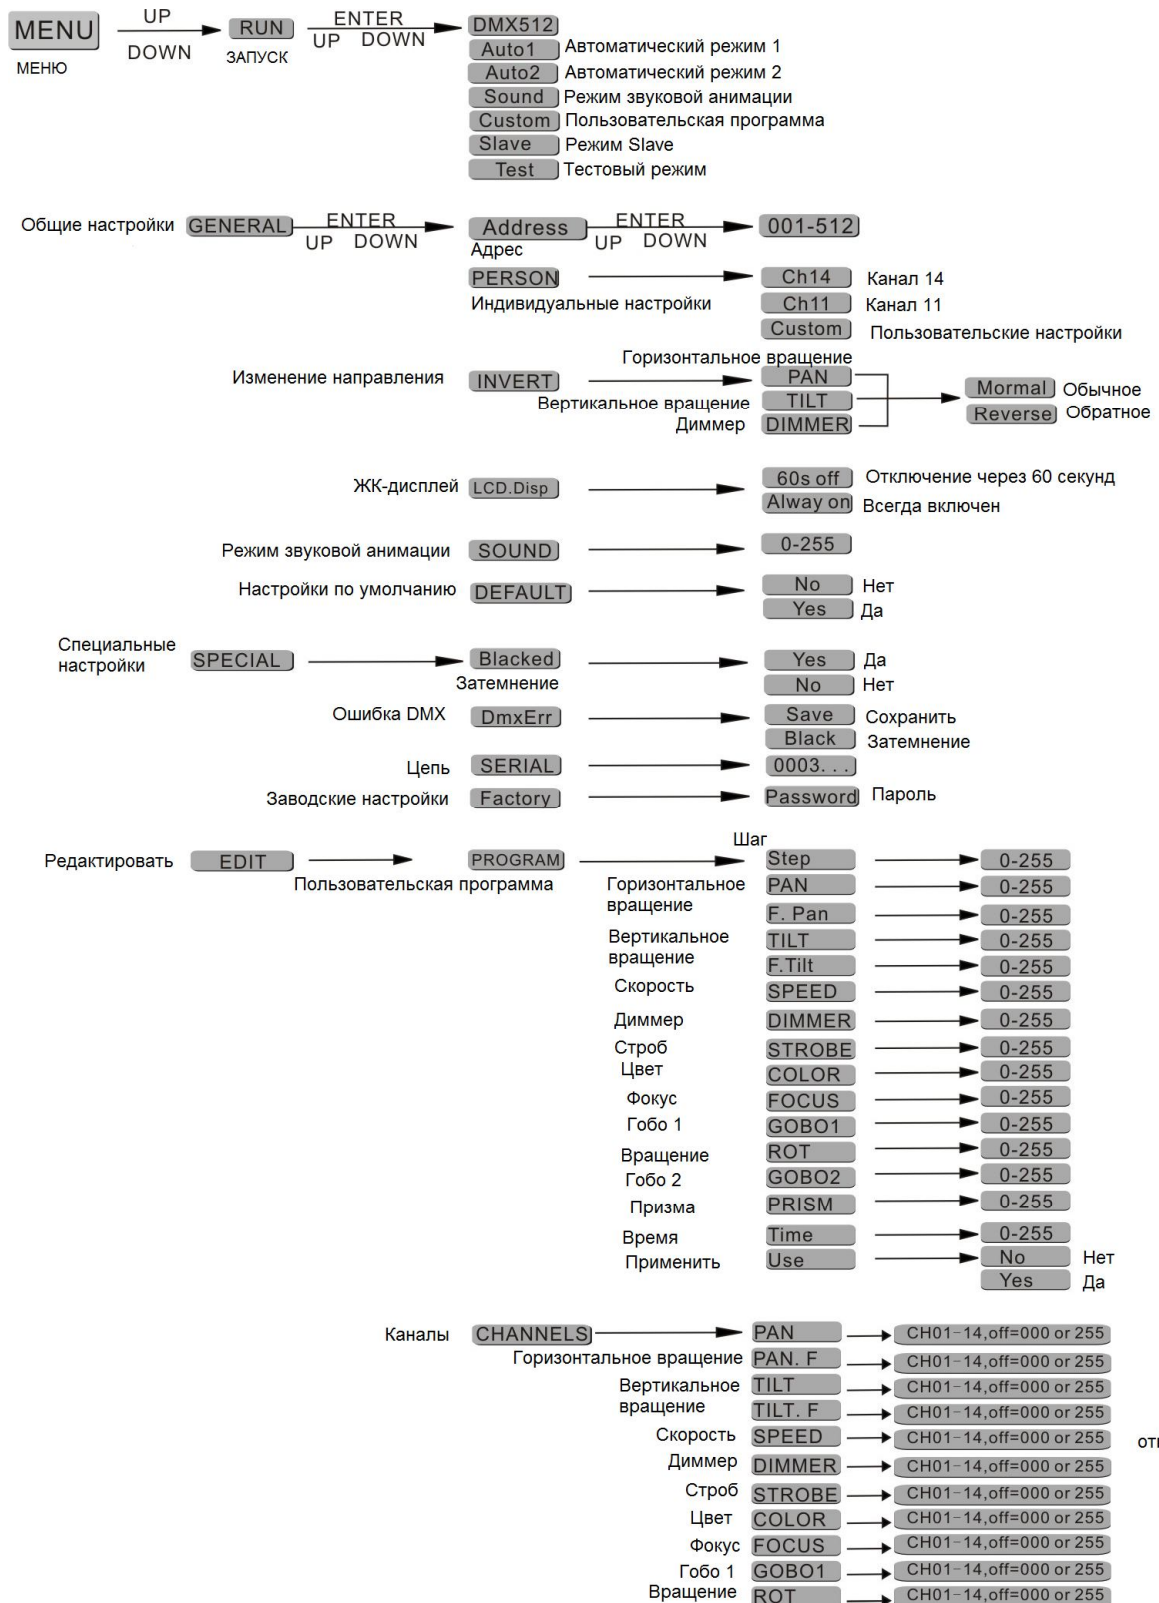 MENU UP DOWN RUN ENTER UP DOWN DMX512
МЕНЮ ЗАПУСК
Auto1 Автоматический режим 1
Auto2 Автоматический режим 2
Sound Режим звуковой анимации
Custom Пользовательская программа
Slave Режим Slave
Test Тестовый режим
Общие настройки GENERAL ENTER UP DOWN Address ENTER UP DOWN 001-512
Адрес
PERSON Ch14 Канал 14
Индивидуальные настройки Ch11 Канал 11
Custom Пользовательские настройки
Горизонтальное вращение
Изменение направления INVERT PAN Mormal Обычное
Вертикальное вращение TILT Reverse Обратное
Диммер DIMMER
ЖК-дисплей LCD.Disp 60s off Отключение через 60 секунд
Alway on Всегда включен
Режим звуковой анимации SOUND 0-255
Настройки по умолчанию DEFAULT No Нет
Yes Да
Специальные настройки SPECIAL Blacked Yes Да
Затемнение No Нет
Ошибка DMX DmxErr Save Сохранить
Black Затемнение
Цепь SERIAL 0003...
Заводские настройки Factory Password Пароль
Шаг
Редактировать EDIT PROGRAM Step 0-255
Пользовательская программа
Горизонтальное вращение PAN 0-255
F. Pan 0-255
Вертикальное вращение TILT 0-255
F.Tilt 0-255
Скорость SPEED 0-255
Диммер DIMMER 0-255
Строб STROBE 0-255
Цвет COLOR 0-255
Фокус FOCUS 0-255
Гобо 1 GOBO1 0-255
Вращение ROT 0-255
Гобо 2 GOBO2 0-255
Призма PRISM 0-255
Время Time 0-255
Применить Use No Нет
Yes Да
Каналы CHANNELS PAN CH01-14,off=000 or 255
Горизонтальное вращение PAN. F CH01-14,off=000 or 255
Вертикальное вращение TILT CH01-14,off=000 or 255
TILT. F CH01-14,off=000 or 255
Скорость SPEED CH01-14,off=000 or 255
Диммер DIMMER CH01-14,off=000 or 255
Строб STROBE CH01-14,off=000 or 255
Цвет COLOR CH01-14,off=000 or 255
Фокус FOCUS CH01-14,off=000 or 255
Гобо 1 GOBO1 CH01-14,off=000 or 255
Вращение ROT CH01-14,off=000 or 255